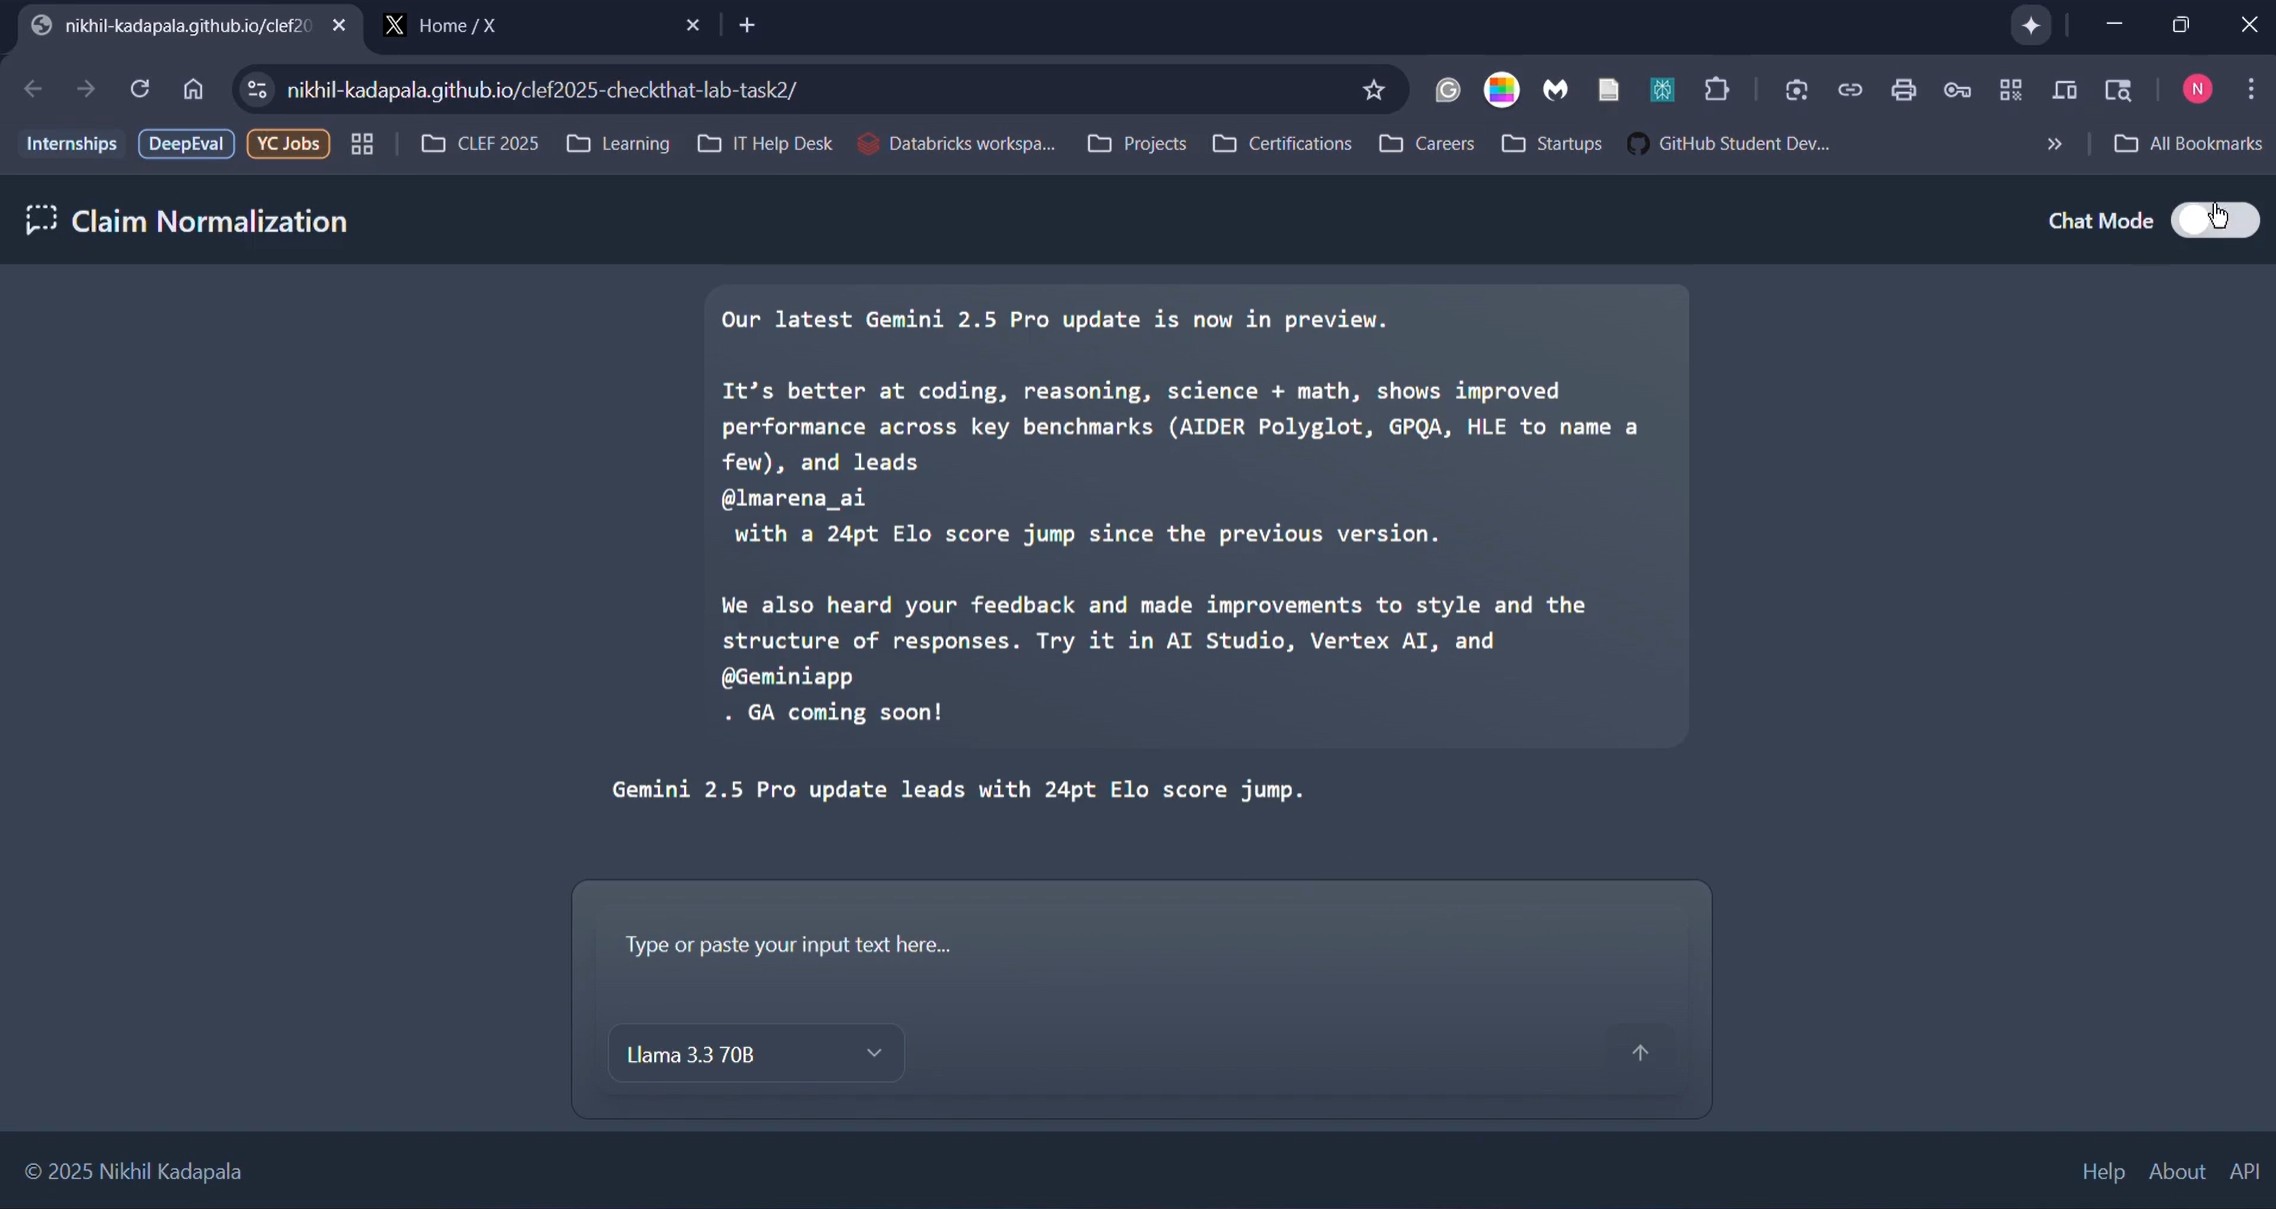 nikhil-kadapala.github.io/clef20
Home / X
nikhil-kadapala.github.io/clef2025-checkthat-lab-task2/
N
Internships
DeepEval
YC Jobs
CLEF 2025
Learning
IT Help Desk
Databricks workspa...
Projects
Certifications
Careers
Startups
GitHub Student Dev...
All Bookmarks
Claim Normalization
Chat Mode
Our latest Gemini 2.5 Pro update is now in preview.
It’s better at coding, reasoning, science + math, shows improved
performance across key benchmarks (AIDER Polyglot, GPQA, HLE to name a
few), and leads
@lmarena_ai
with a 24pt Elo score jump since the previous version.
We also heard your feedback and made improvements to style and the
structure of responses. Try it in AI Studio, Vertex AI, and
@Geminiapp
. GA coming soon!
Gemini 2.5 Pro update leads with 24pt Elo score jump.
Type or paste your input text here...
Llama 3.3 70B
© 2025 Nikhil Kadapala
Help
About
API